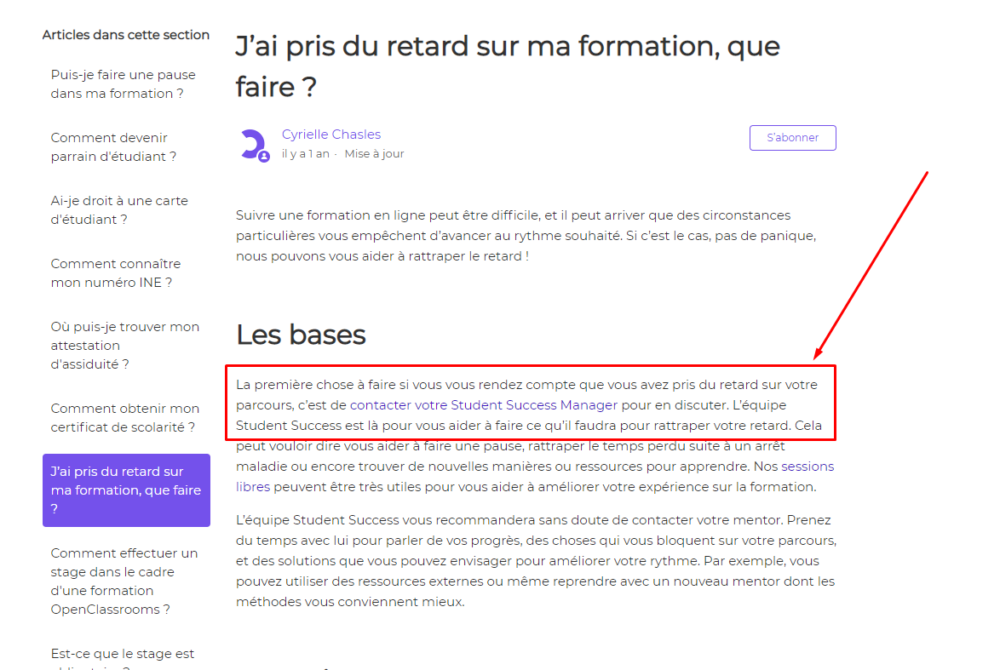 Articles dans cette section
Puis-je faire une pause
dans ma formation ?
Comment devenir
parrain d'étudiant ?
Ai-je droit à une carte
d'étudiant ?
Comment connaître
mon numéro INE ?
Où puis-je trouver mon
attestation
d'assiduité ?
Comment obtenir mon
certificat de scolarité ?
J'ai pris du retard sur
ma formation, que faire
?
Comment effectuer un
stage dans le cadre
d'une formation
OpenClassrooms ?
Est-ce que le stage est
J'ai pris du retard sur ma formation, que
faire ?
Cyrielle Chasles
il y a 1 an · Mise à jour
S'abonner
Suivre une formation en ligne peut être difficile, et il peut arriver que des circonstances
particulières vous empêchent d'avancer au rythme souhaité. Si c'est le cas, pas de panique,
nous pouvons vous aider à rattraper le retard !
Les bases
La première chose à faire si vous vous rendez compte que vous avez pris du retard sur votre
parcours, c'est de contacter votre Student Success Manager pour en discuter. L'équipe
Student Success est là pour vous aider à faire ce qu'il faudra pour rattraper votre retard. Cela
peut vouloir dire vous aider à faire une pause, rattraper le temps perdu suite à un arrêt
maladie ou encore trouver de nouvelles manières ou ressources pour apprendre. Nos sessions
libres peuvent être très utiles pour vous aider à améliorer votre expérience sur la formation.
L'équipe Student Success vous recommandera sans doute de contacter votre mentor. Prenez
du temps avec lui pour parler de vos progrès, des choses qui vous bloquent sur votre parcours,
et des solutions que vous pouvez envisager pour améliorer votre rythme. Par exemple, vous
pouvez utiliser des ressources externes ou même reprendre avec un nouveau mentor dont les
méthodes vous conviennent mieux.